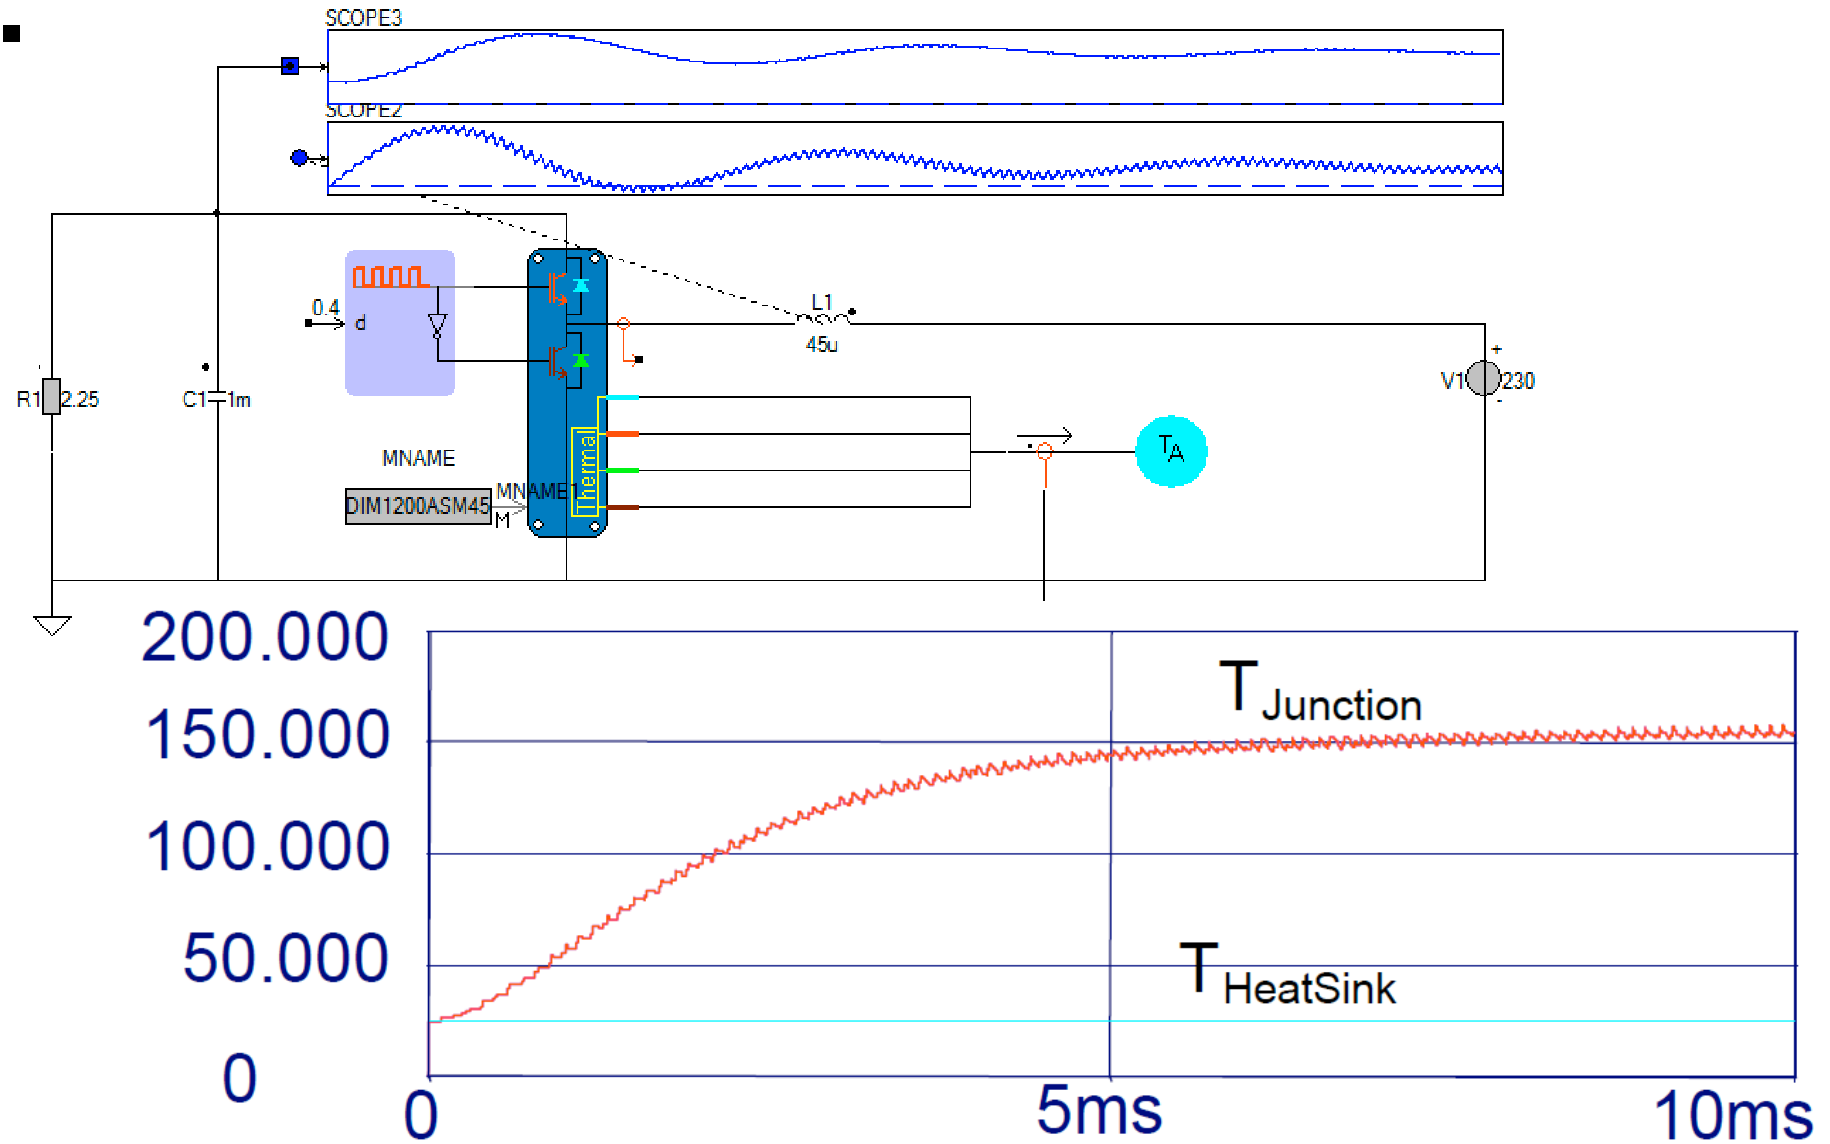 SCOPE3
SCOPE2
0.4
d
L1
45u
R1
2.25
C1
1m
V1
230
+
-
MNAME
DIM1200ASM45
MNAME1
M
Thermal
TA
200.000
150.000
100.000
50.000
0
TJunction
THeatSink
0
5ms
10ms